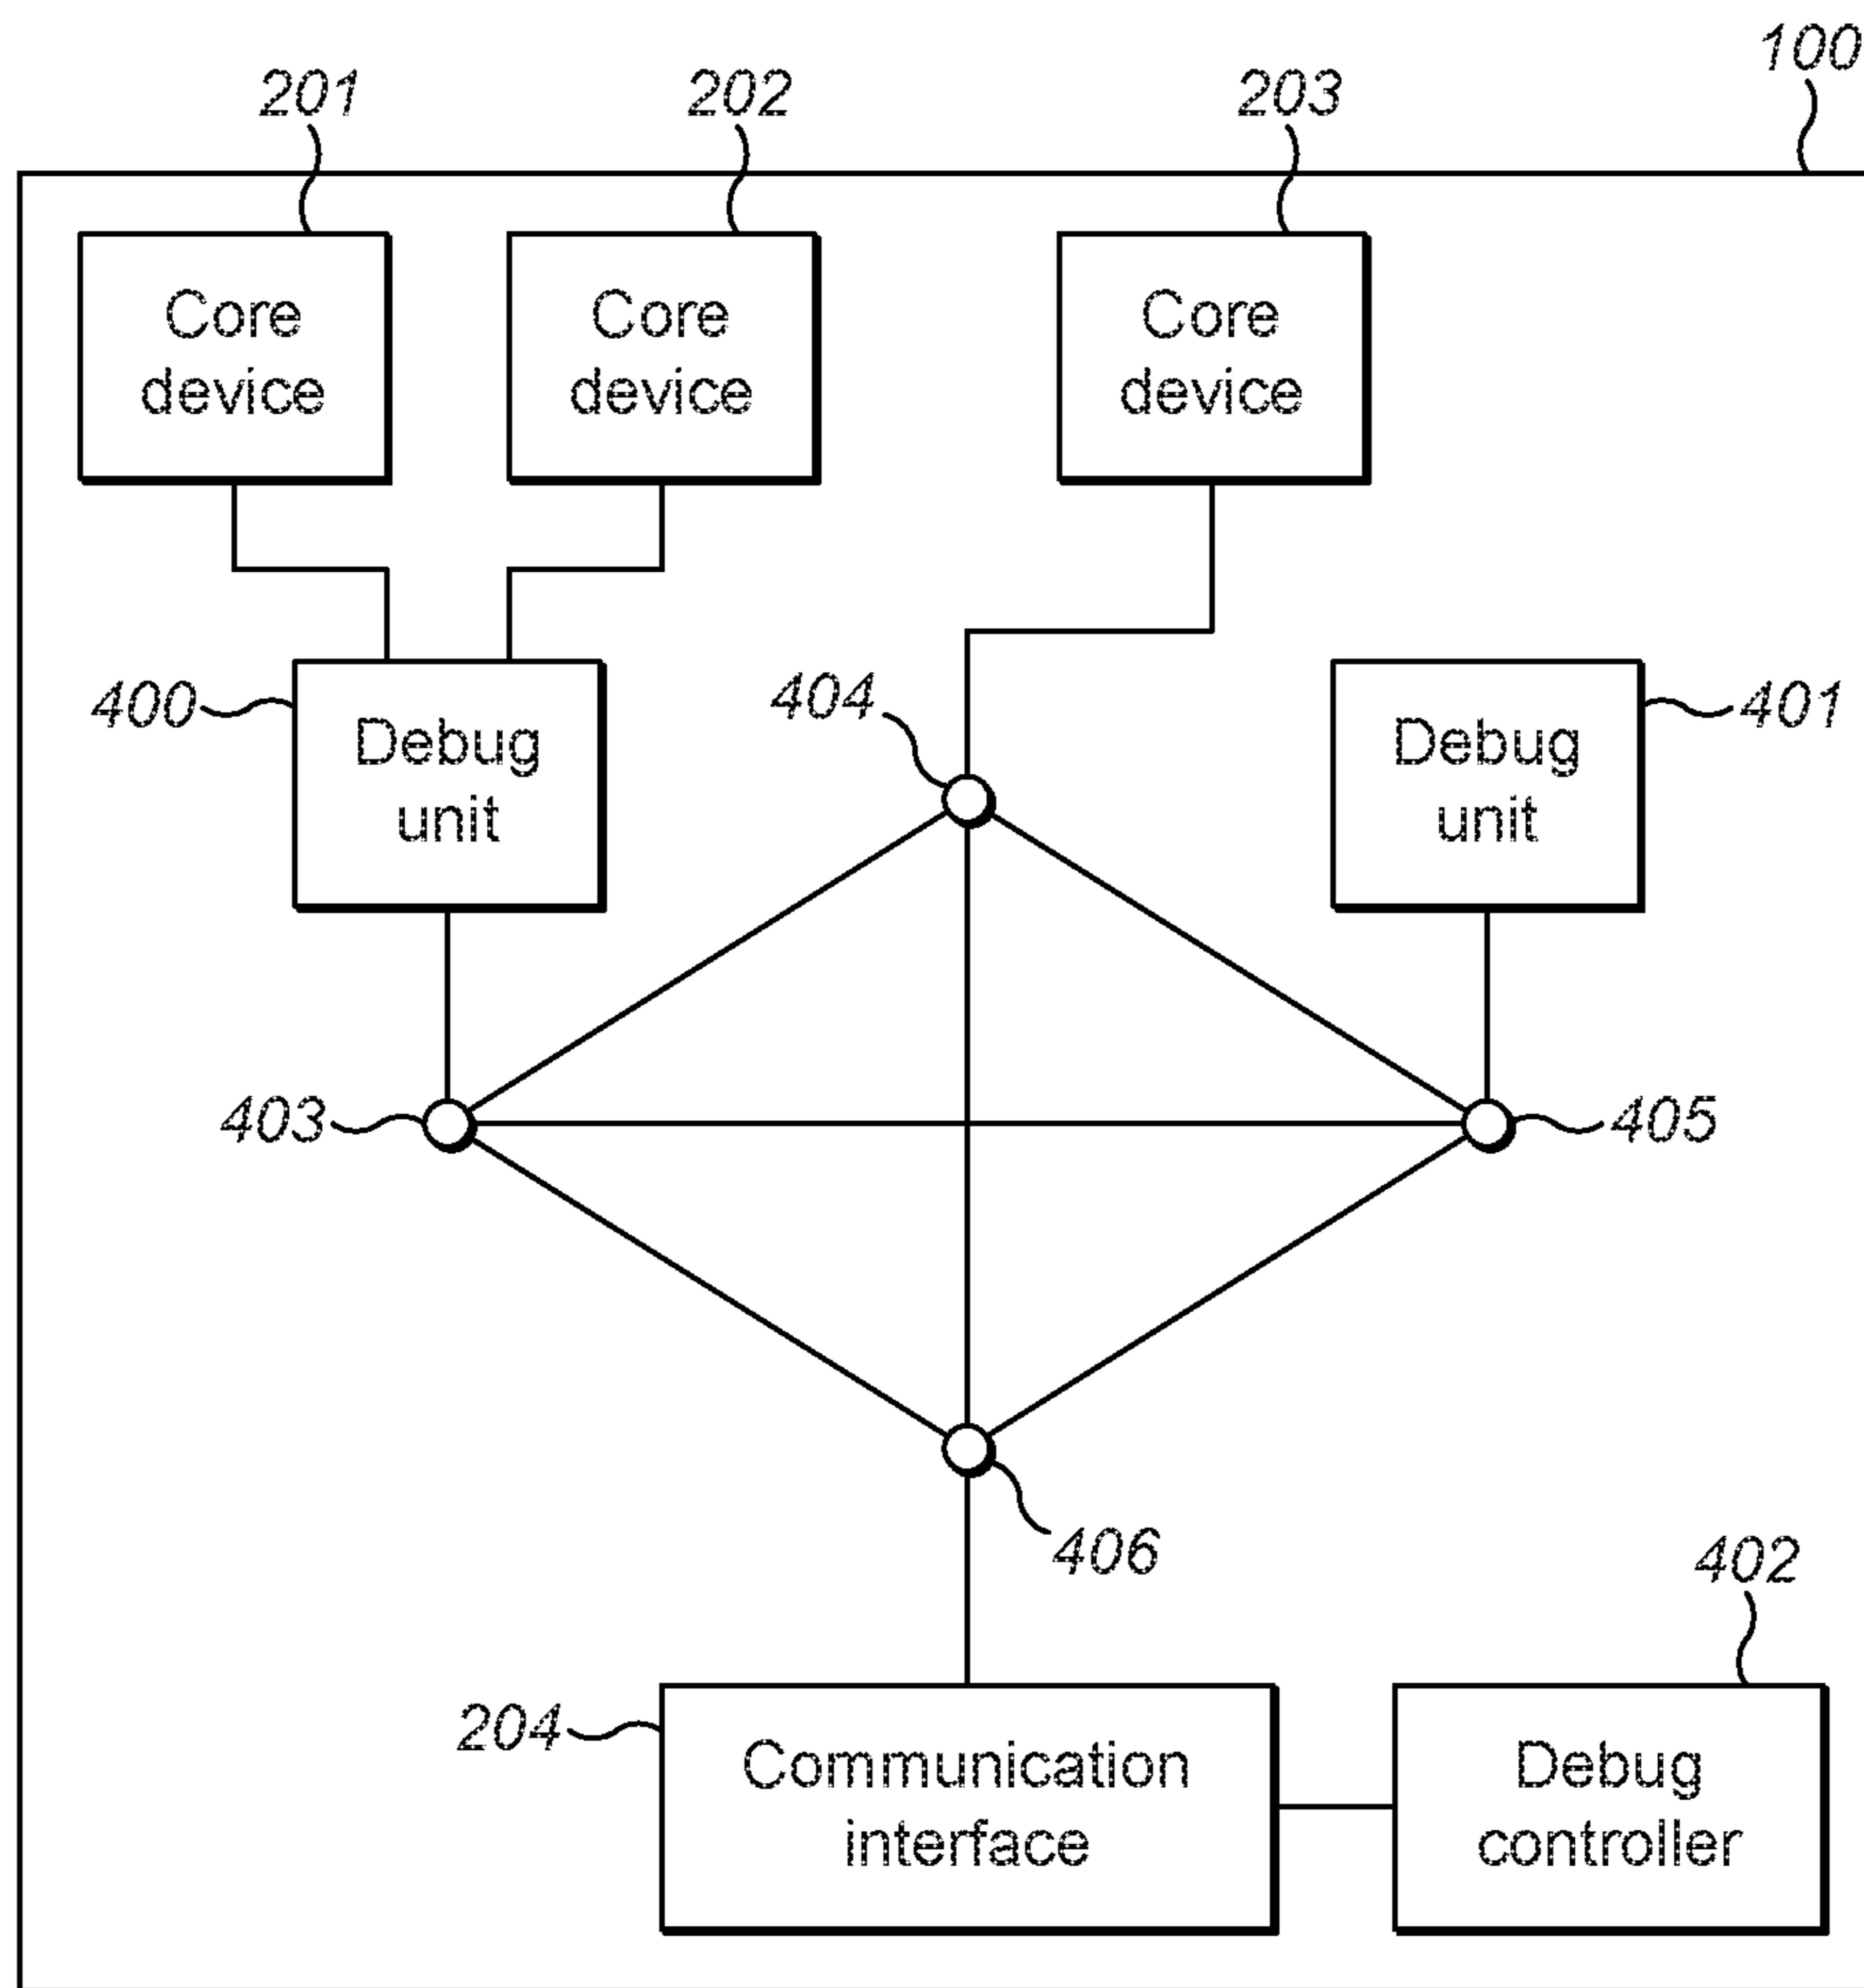 100
201
202
203
Core
device
Core
device
Core
device
400
Debug
unit
404
Debug
unit
401
403
405
406
402
204
Communication
interface
Debug
controller